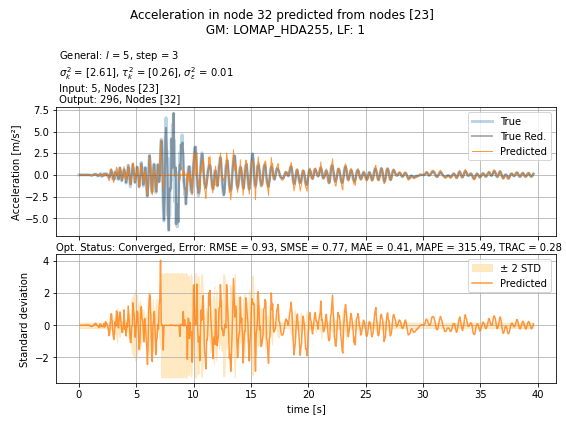 Acceleration in node 32 predicted from nodes [23]
GM: LOMAP_HDA255, LF: 1
General: l = 5, step = 3
σ²ₖ = [2.61], τ²ₖ = [0.26], σ²ε = 0.01
Input: 5, Nodes [23]
Output: 296, Nodes [32]
Acceleration [m/s²]
7.5
5.0
2.5
0.0
−2.5
−5.0
True
True Red.
Predicted
Opt. Status: Converged, Error: RMSE = 0.93, SMSE = 0.77, MAE = 0.41, MAPE = 315.49, TRAC = 0.28
Standard deviation
4
2
0
−2
± 2 STD
Predicted
0 5 10 15 20 25 30 35 40
time [s]